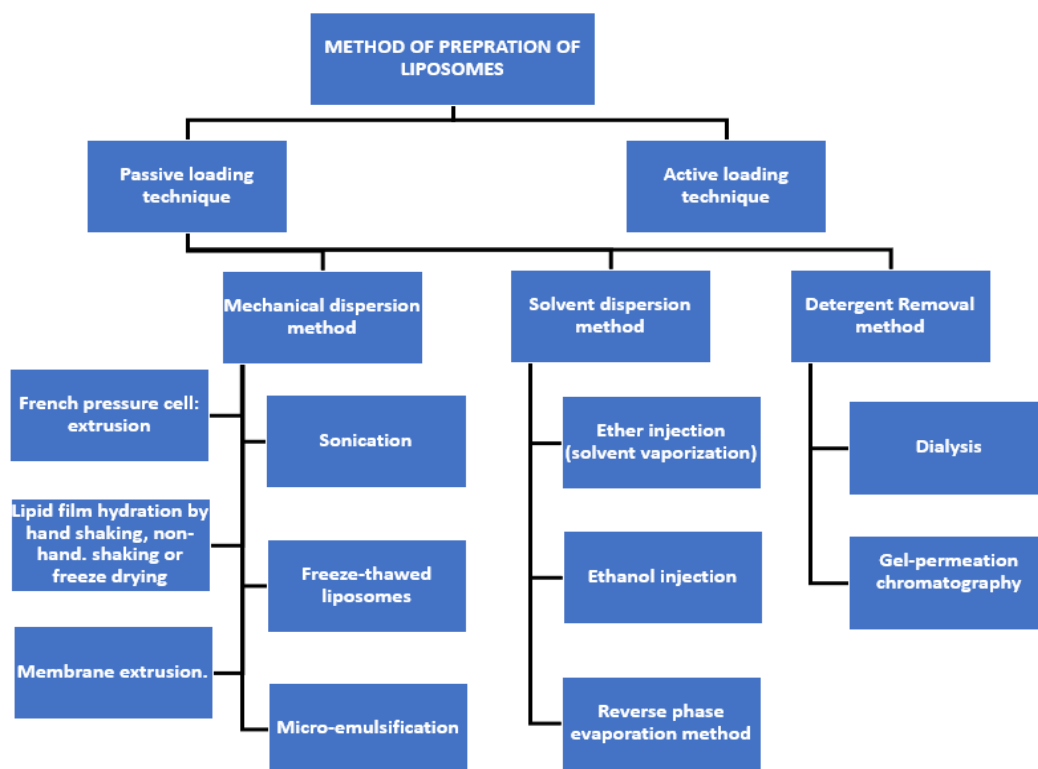 METHOD OF PREPRATION OF
LIPOSOMES
Passive loading
technique
Active loading
technique
Mechanical dispersion
method
Solvent dispersion
method
Detergent Removal
method
French pressure cell:
extrusion
Sonication
Lipid film hydration by
hand shaking, non-
hand. shaking or
freeze drying
Freeze-thawed
liposomes
Membrane extrusion.
Micro-emulsification
Ether injection
(solvent vaporization)
Ethanol injection
Reverse phase
evaporation method
Dialysis
Gel-permeation
chromatography